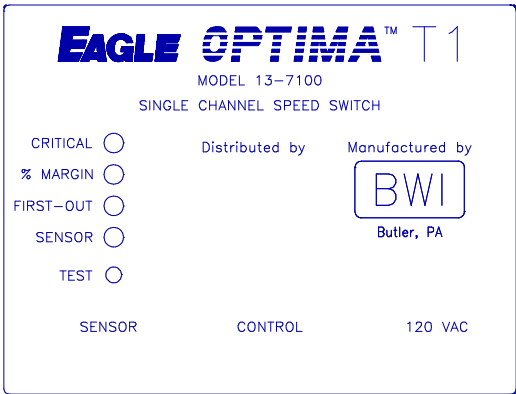 EAGLE OPTIMA™ T1
MODEL 13-7100
SINGLE CHANNEL SPEED SWITCH
CRITICAL
% MARGIN
FIRST-OUT
SENSOR
TEST
Distributed by
Manufactured by
BWI
Butler, PA
SENSOR CONTROL 120 VAC